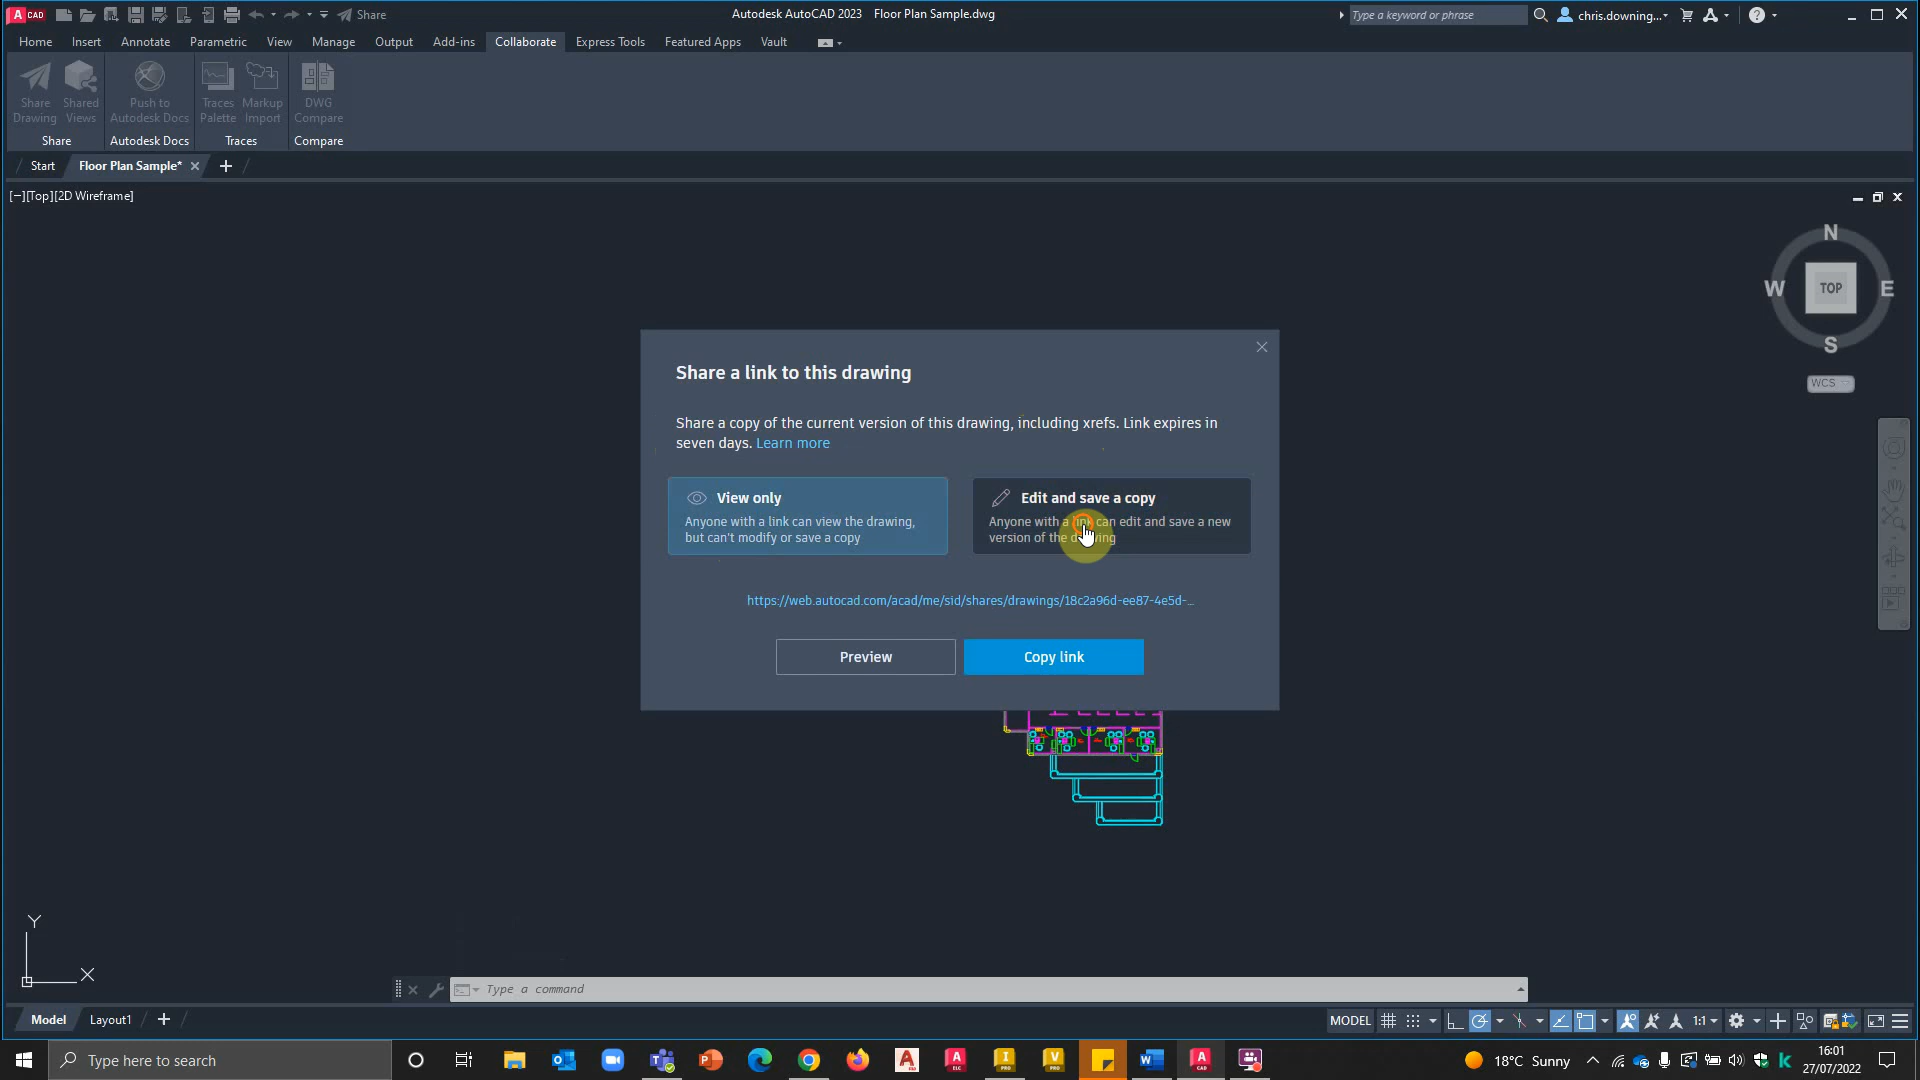 CAD
Share
Autodesk AutoCAD 2023 Floor Plan Sample.dwg
Type a keyword or phrase
chris.downing...
Home Insert Annotate Parametric View Manage Output Add-ins Collaborate Express Tools Featured Apps Vault
Share Drawing
Shared Views
Push to Autodesk Docs
Traces Palette
Markup Import
DWG Compare
Share Autodesk Docs Traces Compare
Start Floor Plan Sample*
[−][Top][2D Wireframe]
N
W TOP E
S
WCS
Share a link to this drawing
Share a copy of the current version of this drawing, including xrefs. Link expires in
seven days. Learn more
View only
Anyone with a link can view the drawing,
but can't modify or save a copy
Edit and save a copy
Anyone with a link can edit and save a new
version of the drawing
https://web.autocad.com/acad/me/sid/shares/drawings/18c2a96d-ee87-4e5d-...
Preview Copy link
Y
X
Type a command
Model Layout1
MODEL 1:1
Type here to search
18°C Sunny
16:01
27/07/2022